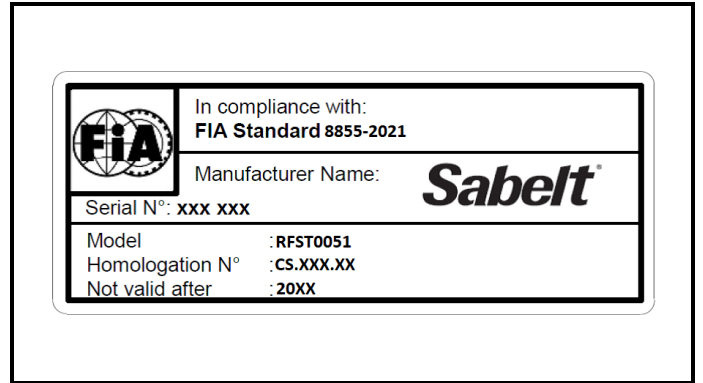 FIA
In compliance with:
FIA Standard 8855-2021
Manufacturer Name:
Sabelt
Serial N°: XXX XXX
Model :RFST0051
Homologation N° :CS.XXX.XX
Not valid after :20XX